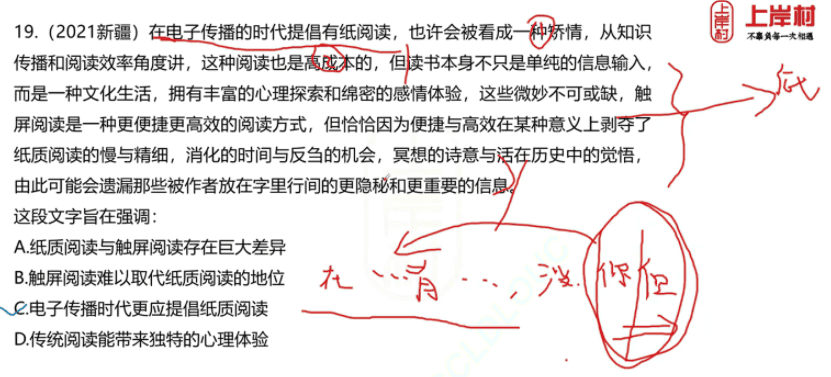 上岸村
上岸村
不辜负每一次相遇
19.（2021新疆）在电子传播的时代提倡有纸阅读，也许会被看成一种矫情，从知识
传播和阅读效率角度讲，这种阅读也是高成本的，但读书本身不只是单纯的信息输入，
而是一种文化生活，拥有丰富的心理探索和绵密的感情体验，这些微妙不可或缺，触
屏阅读是一种更便捷更高效的阅读方式，但恰恰因为便捷与高效在某种意义上剥夺了
纸质阅读的慢与精细，消化的时间与反刍的机会，冥想的诗意与活在历史中的觉悟，
由此可能会遗漏那些被作者放在字里行间的更隐秘和更重要的信息。
这段文字旨在强调：
A.纸质阅读与触屏阅读存在巨大差异
B.触屏阅读难以取代纸质阅读的地位
C.电子传播时代更应提倡纸质阅读
D.传统阅读能带来独特的心理体验
在…有…，没 你 但